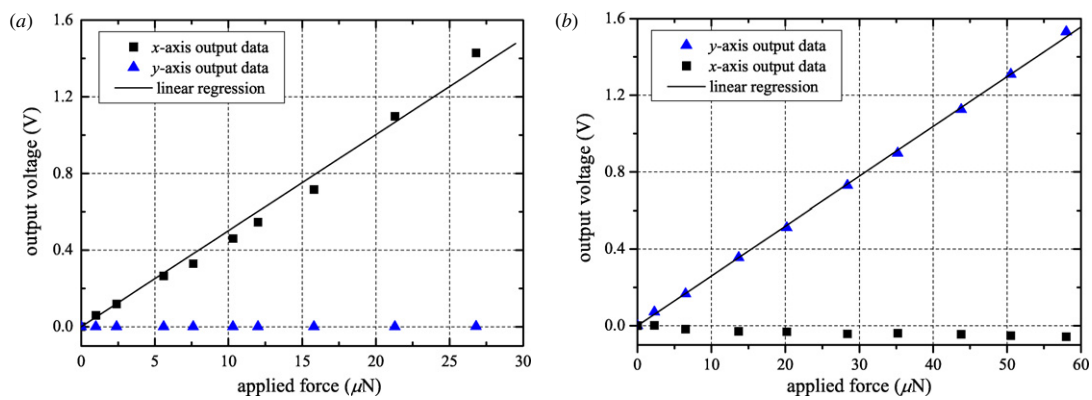 (a)
1.6
1.2
0.8
0.4
0.0
output voltage (V)
x-axis output data
y-axis output data
linear regression
0 5 10 15 20 25 30
applied force (μN)
(b)
1.6
1.2
0.8
0.4
0.0
output voltage (V)
y-axis output data
x-axis output data
linear regression
0 10 20 30 40 50 60
applied force (μN)